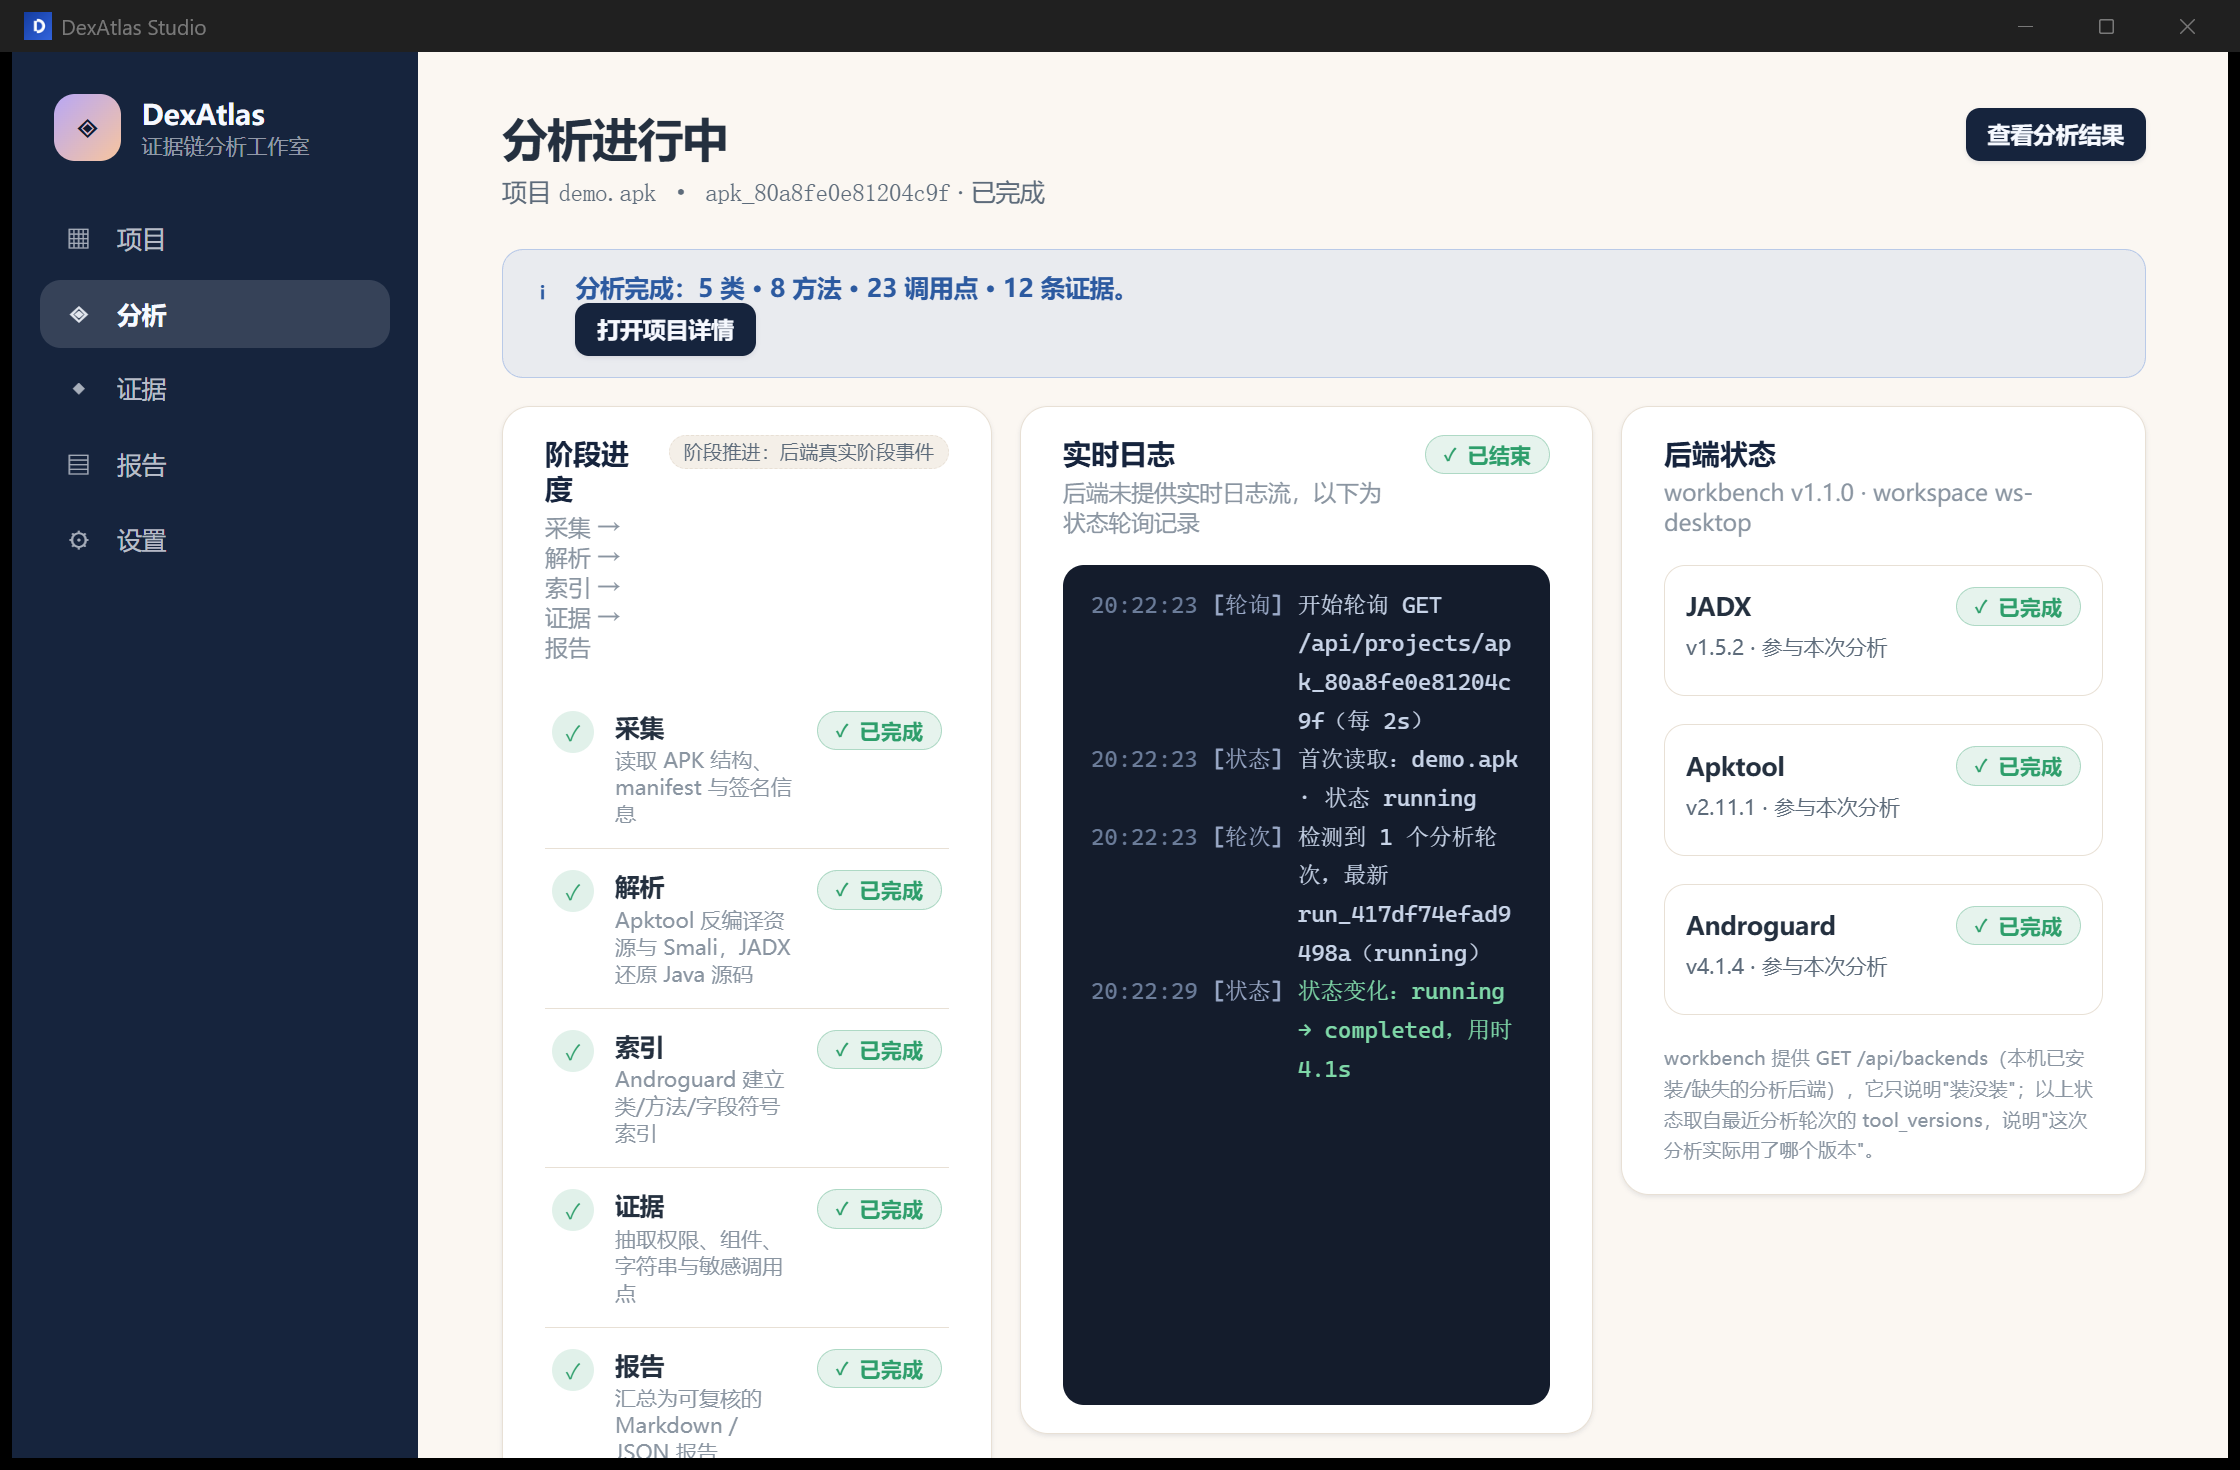 DexAtlas Studio
DexAtlas
证据链分析工作室
项目
分析
证据
报告
设置
分析进行中
项目 demo.apk • apk_80a8fe0e81204c9f · 已完成
查看分析结果
分析完成：5 类 • 8 方法 • 23 调用点 • 12 条证据。
打开项目详情
阶段进
度
阶段推进：后端真实阶段事件
采集 →
解析 →
索引 →
证据 →
报告
采集
✓ 已完成
读取 APK 结构、
manifest 与签名信
息
解析
✓ 已完成
Apktool 反编译资
源与 Smali，JADX
还原 Java 源码
索引
✓ 已完成
Androguard 建立
类/方法/字段符号
索引
证据
✓ 已完成
抽取权限、组件、
字符串与敏感调用
点
报告
✓ 已完成
汇总为可复核的
Markdown /
JSON 报告
实时日志
✓ 已结束
后端未提供实时日志流，以下为
状态轮询记录
20:22:23 [轮询] 开始轮询 GET
/api/projects/ap
k_80a8fe0e81204c
9f（每 2s）
20:22:23 [状态] 首次读取：demo.apk
· 状态 running
20:22:23 [轮次] 检测到 1 个分析轮
次，最新
run_417df74efad9
498a（running）
20:22:29 [状态] 状态变化：running
→ completed，用时
4.1s
后端状态
workbench v1.1.0 · workspace ws-
desktop
JADX
✓ 已完成
v1.5.2 · 参与本次分析
Apktool
✓ 已完成
v2.11.1 · 参与本次分析
Androguard
✓ 已完成
v4.1.4 · 参与本次分析
workbench 提供 GET /api/backends（本机已安
装/缺失的分析后端），它只说明"装没装"；以上状
态取自最近分析轮次的 tool_versions，说明"这次
分析实际用了哪个版本"。